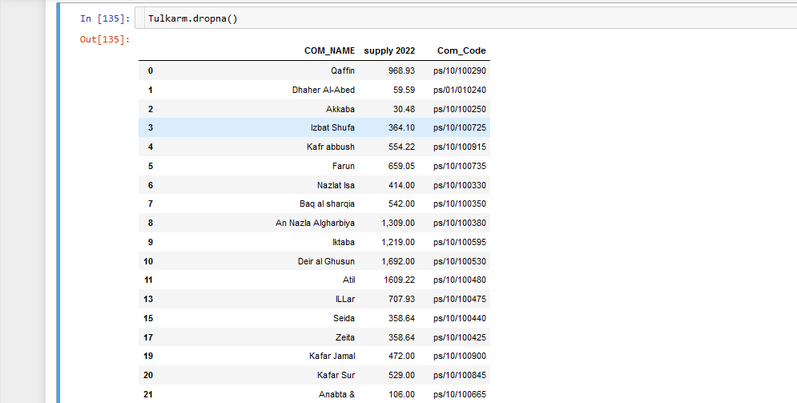 In [135]: Tulkarm.dropna()
Out[135]:
COM_NAME supply 2022 Com_Code
0 Qaffin 968.93 ps/10/100290
1 Dhaher Al-Abed 59.59 ps/01/010240
2 Akkaba 30.48 ps/10/100250
3 Izbat Shufa 364.10 ps/10/100725
4 Kafr abbush 554.22 ps/10/100915
5 Farun 659.05 ps/10/100735
6 Nazlat Isa 414.00 ps/10/100330
7 Baq al sharqia 542.00 ps/10/100350
8 An Nazla Algharbiya 1,309.00 ps/10/100380
9 Iktaba 1,219.00 ps/10/100595
10 Deir al Ghusun 1,692.00 ps/10/100530
11 Atil 1609.22 ps/10/100480
13 ILLar 707.93 ps/10/100475
15 Seida 358.64 ps/10/100440
17 Zeita 358.64 ps/10/100425
19 Kafar Jamal 472.00 ps/10/100900
20 Kafar Sur 529.00 ps/10/100845
21 Anabta & 106.00 ps/10/100665